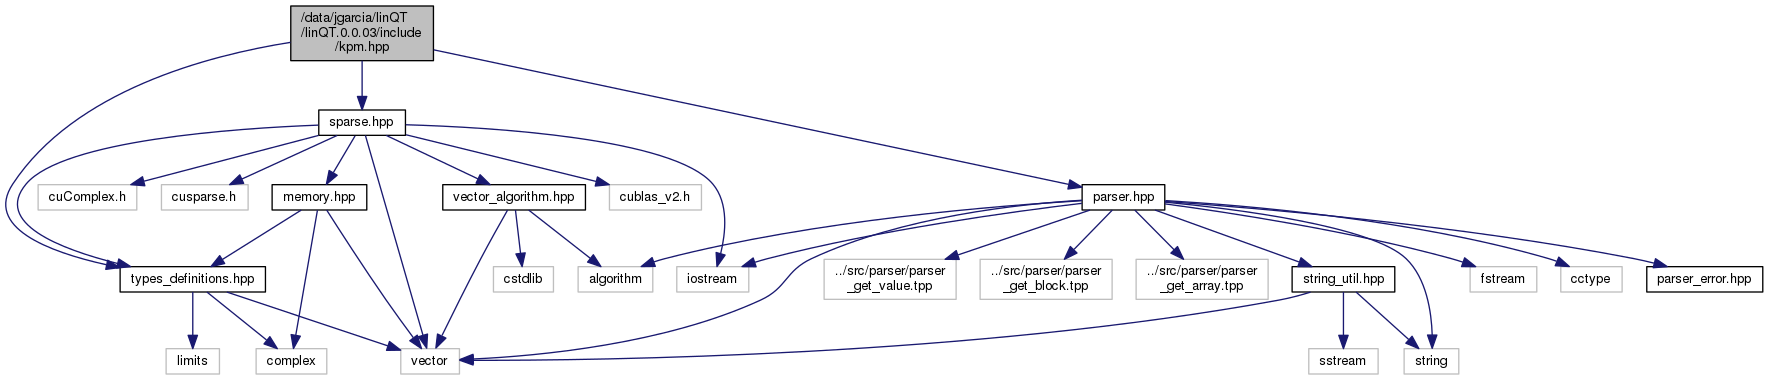 /data/jgarcia/linQT
/linQT.0.0.03/include
/kpm.hpp
sparse.hpp
cuComplex.h
cusparse.h
memory.hpp
vector_algorithm.hpp
cublas_v2.h
parser.hpp
types_definitions.hpp
cstdlib
algorithm
iostream
../src/parser/parser
_get_value.tpp
../src/parser/parser
_get_block.tpp
../src/parser/parser
_get_array.tpp
string_util.hpp
fstream
cctype
parser_error.hpp
limits
complex
vector
sstream
string